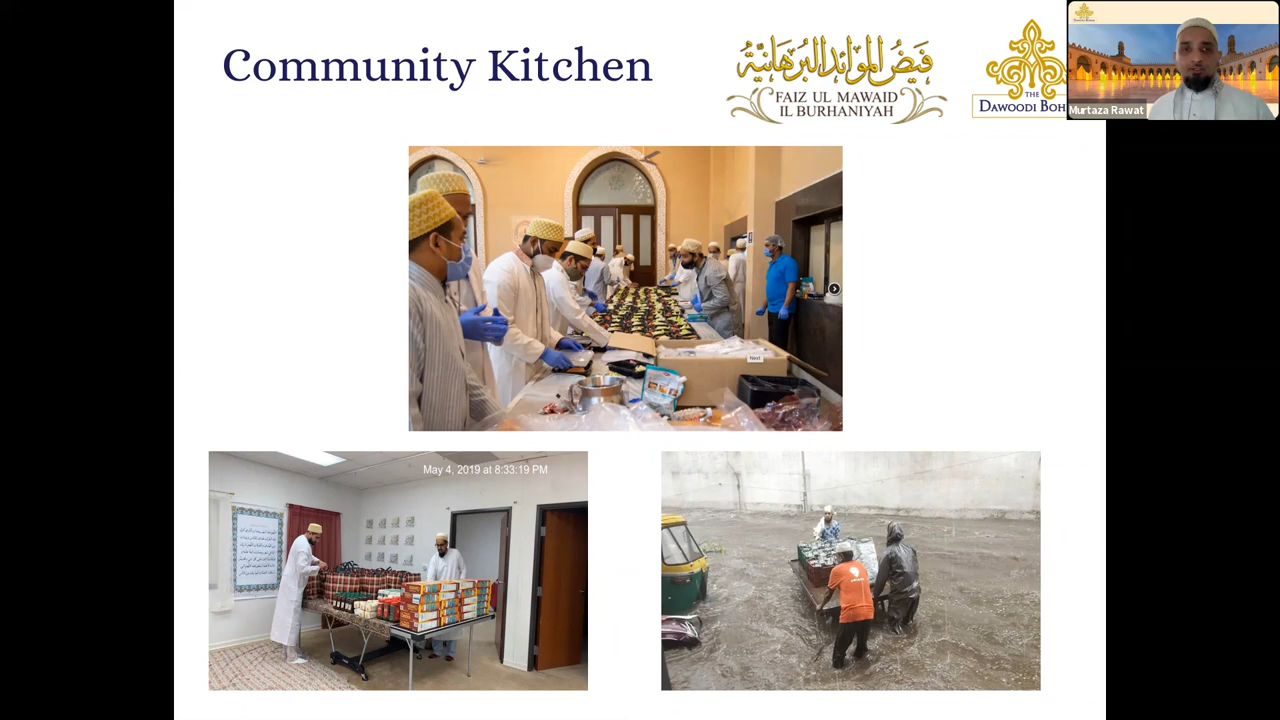 Community Kitchen
فيض الموائد البرهانية
FAIZ UL MAWAID
IL BURHANIYAH
THE
DAWOODI BOH
Murtaza Rawat
Next
May 4, 2019 at 8:33:19 PM